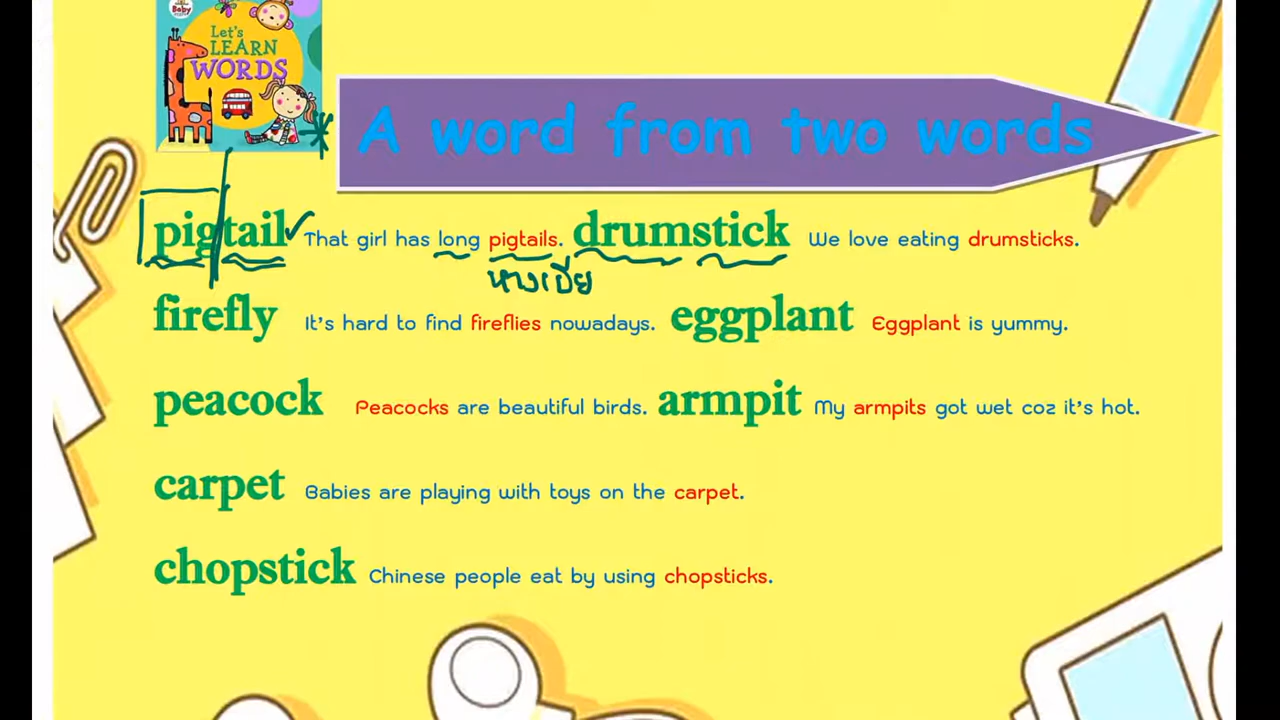 Baby
Let's
LEARN
WORDS
A word from two words
pigtail That girl has long pigtails. drumstick We love eating drumsticks.
หางเปีย
firefly It's hard to find fireflies nowadays. eggplant Eggplant is yummy.
peacock Peacocks are beautiful birds. armpit My armpits got wet coz it's hot.
carpet Babies are playing with toys on the carpet.
chopstick Chinese people eat by using chopsticks.